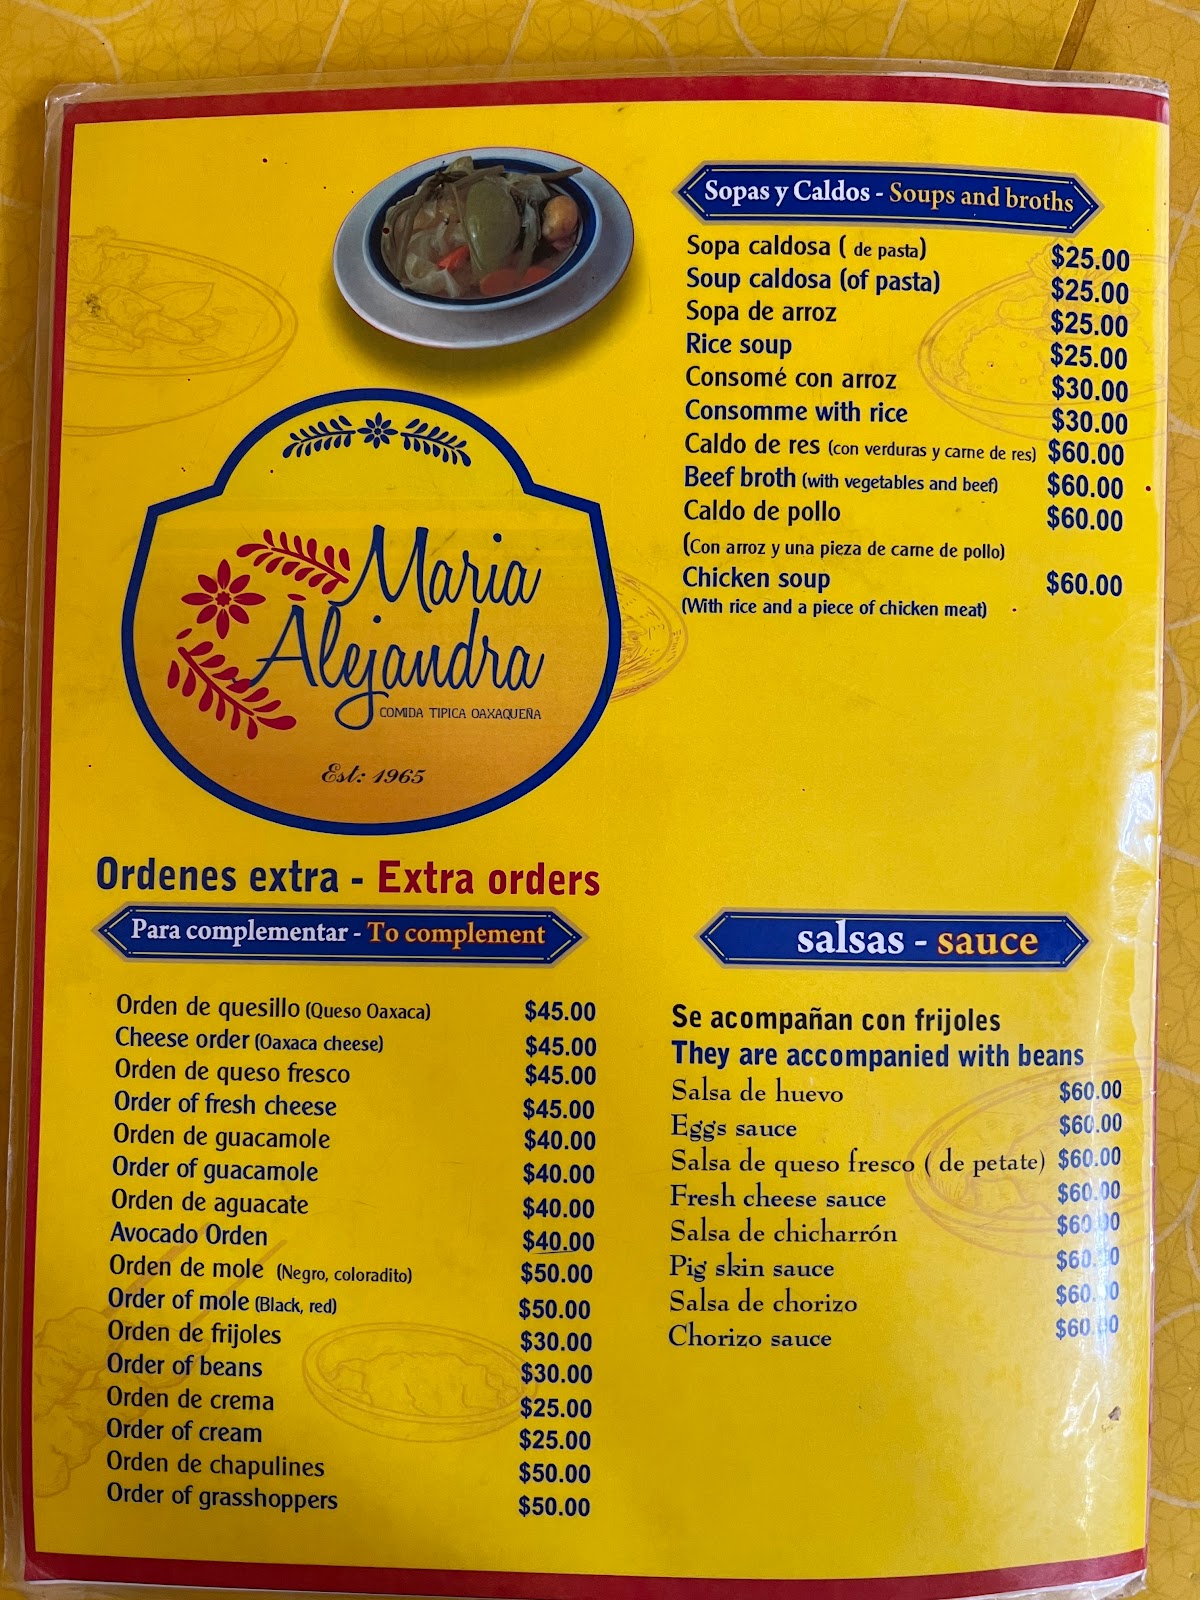 Sopas y Caldos - Soups and broths
Sopa caldosa ( de pasta) $25.00
Soup caldosa (of pasta) $25.00
Sopa de arroz $25.00
Rice soup $25.00
Consomé con arroz $30.00
Consomme with rice $30.00
Caldo de res (con verduras y carne de res) $60.00
Beef broth (with vegetables and beef) $60.00
Caldo de pollo $60.00
(Con arroz y una pieza de carne de pollo)
Chicken soup $60.00
(With rice and a piece of chicken meat)
Maria
Alejandra
COMIDA TIPICA OAXAQUEÑA
Est: 1965
Ordenes extra - Extra orders
Para complementar - To complement
Orden de quesillo (Queso Oaxaca) $45.00
Cheese order (Oaxaca cheese) $45.00
Orden de queso fresco $45.00
Order of fresh cheese $45.00
Orden de guacamole $40.00
Order of guacamole $40.00
Orden de aguacate $40.00
Avocado Orden $40.00
Orden de mole (Negro, coloradito) $50.00
Order of mole (Black, red) $50.00
Orden de frijoles $30.00
Order of beans $30.00
Orden de crema $25.00
Order of cream $25.00
Orden de chapulines $50.00
Order of grasshoppers $50.00
salsas - sauce
Se acompañan con frijoles
They are accompanied with beans
Salsa de huevo $60.00
Eggs sauce $60.00
Salsa de queso fresco ( de petate) $60.00
Fresh cheese sauce $60.00
Salsa de chicharrón $60.00
Pig skin sauce $60.00
Salsa de chorizo $60.00
Chorizo sauce $60.00